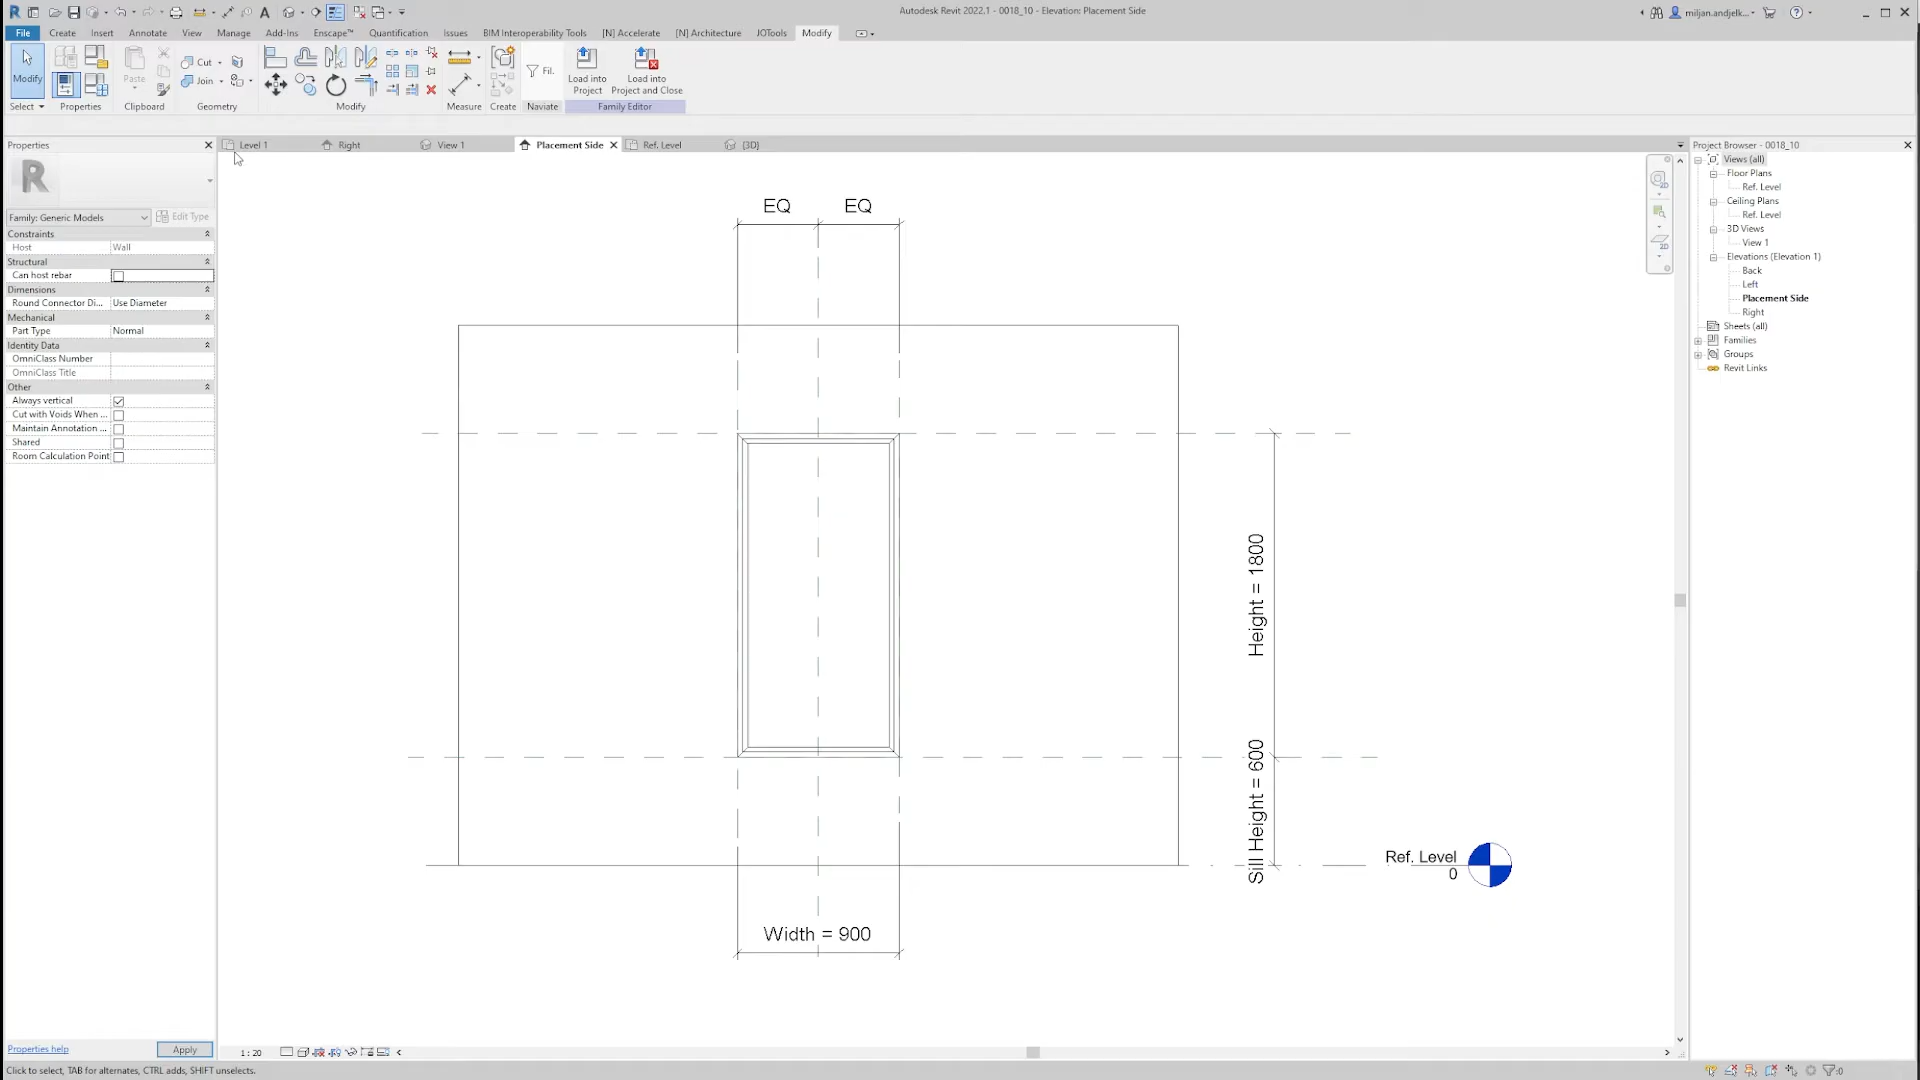 Autodesk Revit 2022.1 - 0018_10 - Elevation: Placement Side
miljan.andjelk...
File Create Insert Annotate View Manage Add-Ins Enscape™ Quantification Issues BIM Interoperability Tools [N] Accelerate [N] Architecture JOTools Modify
Modify
Paste
Cut
Join
Fil.
Load into
Project
Load into
Project and Close
Select Properties Clipboard Geometry Modify Measure Create Naviate Family Editor
Properties
Level 1 Right View 1 Placement Side Ref. Level {3D}
Project Browser - 0018_10
R
Family: Generic Models Edit Type
Constraints
Host Wall
Structural
Can host rebar
Dimensions
Round Connector Di... Use Diameter
Mechanical
Part Type Normal
Identity Data
OmniClass Number
OmniClass Title
Other
Always vertical
Cut with Voids When ...
Maintain Annotation ...
Shared
Room Calculation Point
Properties help Apply
EQ EQ
Height = 1800
Sill Height = 600
Width = 900
Ref. Level
0
2D
2D
Views (all)
Floor Plans
Ref. Level
Ceiling Plans
Ref. Level
3D Views
View 1
Elevations (Elevation 1)
Back
Left
Placement Side
Right
Sheets (all)
Families
Groups
Revit Links
1 : 20
Click to select, TAB for alternates, CTRL adds, SHIFT unselects.
:0